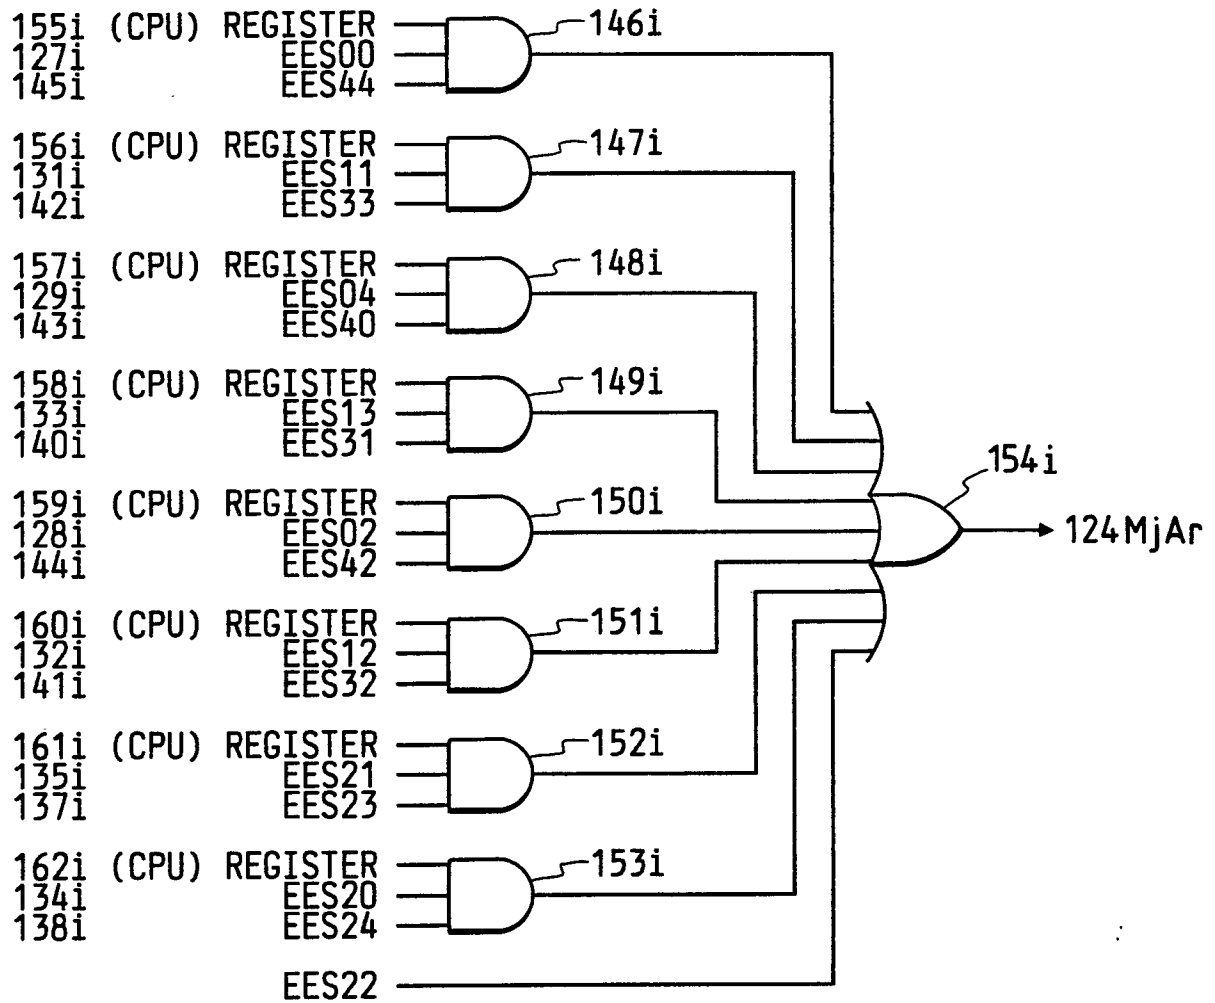 155i (CPU) REGISTER 146i
127i EES00
145i EES44
156i (CPU) REGISTER 147i
131i EES11
142i EES33
157i (CPU) REGISTER 148i
129i EES04
143i EES40
158i (CPU) REGISTER 149i
133i EES13
140i EES31
154i
159i (CPU) REGISTER 150i
128i EES02 124MjAr
144i EES42
160i (CPU) REGISTER 151i
132i EES12
141i EES32
161i (CPU) REGISTER 152i
135i EES21
137i EES23
162i (CPU) REGISTER 153i
134i EES20
138i EES24
EES22